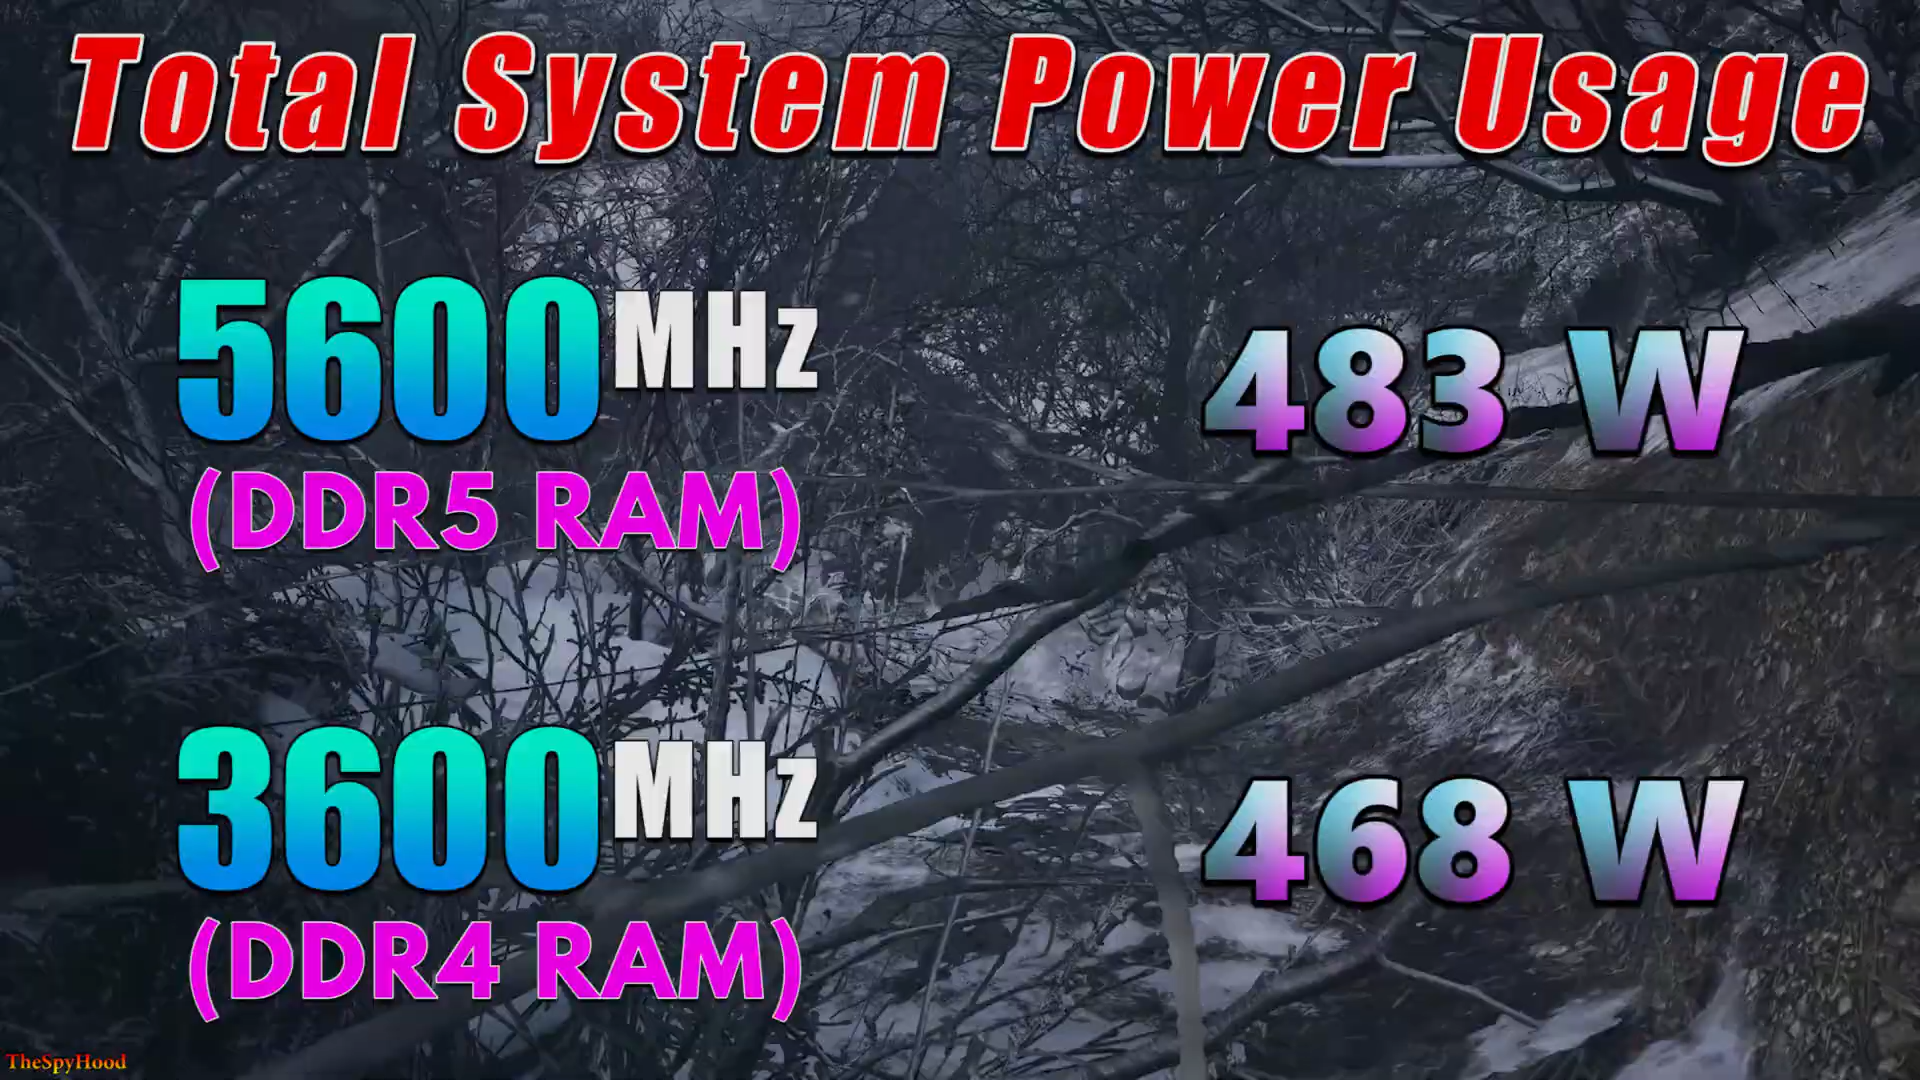 Total System Power Usage
5600MHz
(DDR5 RAM)
483 W
3600MHz
(DDR4 RAM)
468 W
TheSpyHood